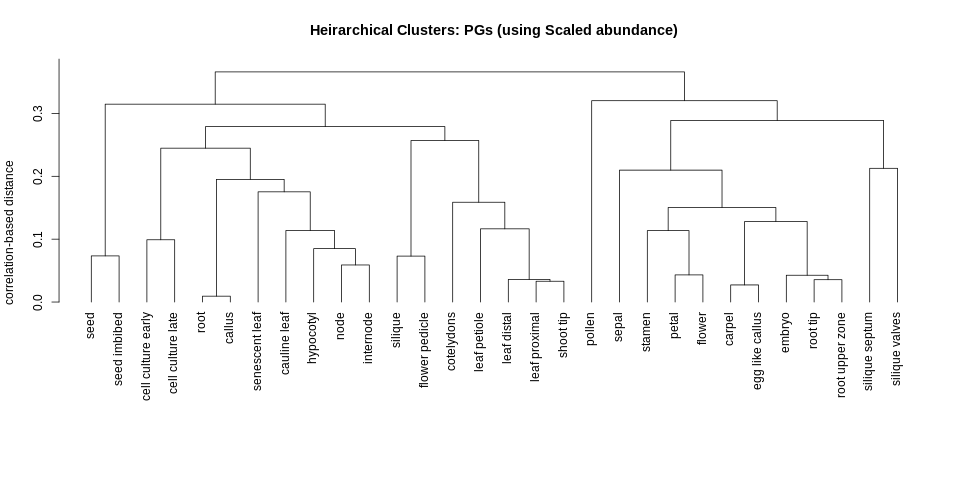 Heirarchical Clusters: PGs (using Scaled abundance)
correlation-based distance
0.3
0.2
0.1
0.0
seed
seed imbibed
cell culture early
cell culture late
root
callus
senescent leaf
cauline leaf
hypocotyl
node
internode
silique
flower pedicle
cotelydons
leaf petiole
leaf distal
leaf proximal
shoot tip
pollen
sepal
stamen
petal
flower
carpel
egg like callus
embryo
root tip
root upper zone
silique septum
silique valves